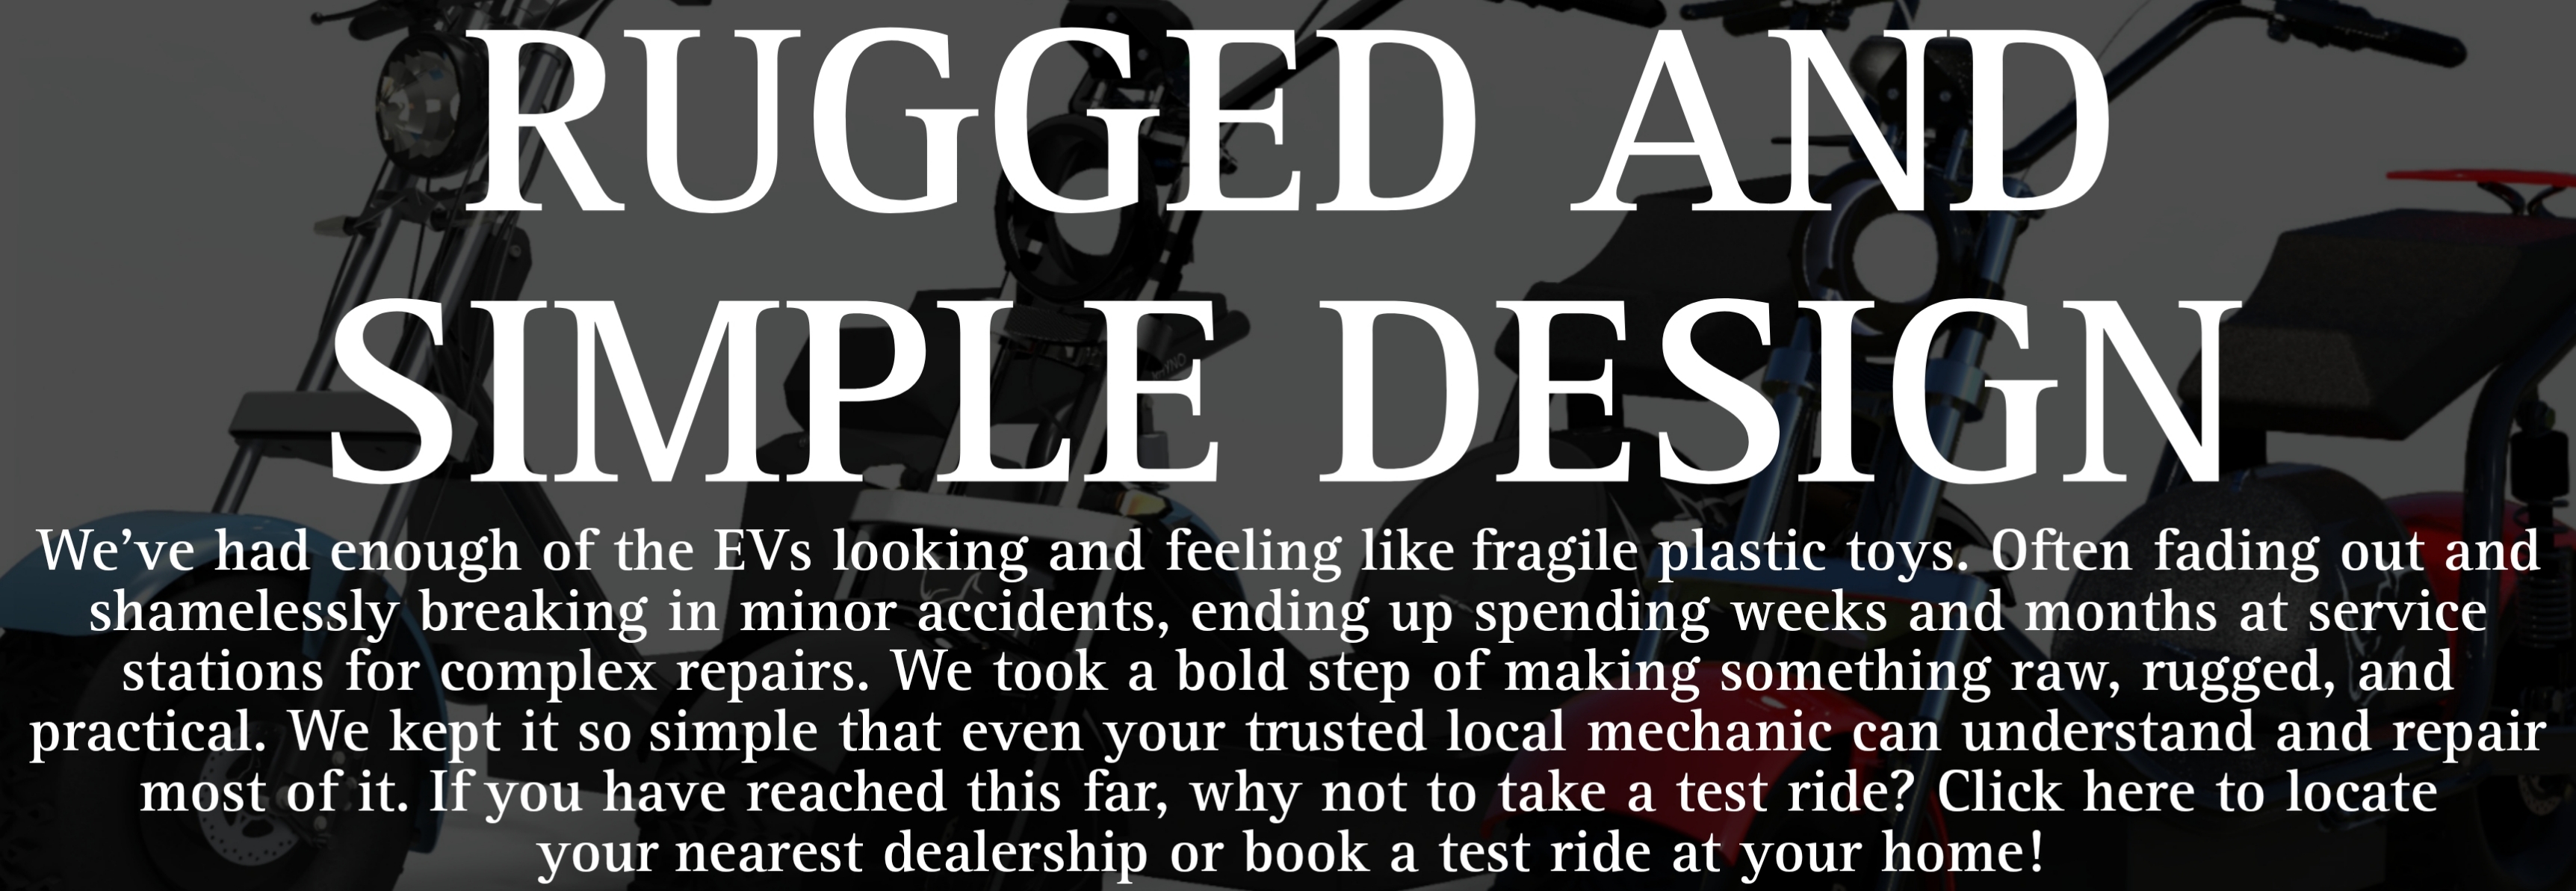 RUGGED AND
SIMPLE DESIGN
We’ve had enough of the EVs looking and feeling like fragile plastic toys. Often fading out and
shamelessly breaking in minor accidents, ending up spending weeks and months at service
stations for complex repairs. We took a bold step of making something raw, rugged, and
practical. We kept it so simple that even your trusted local mechanic can understand and repair
most of it. If you have reached this far, why not to take a test ride? Click here to locate
your nearest dealership or book a test ride at your home!